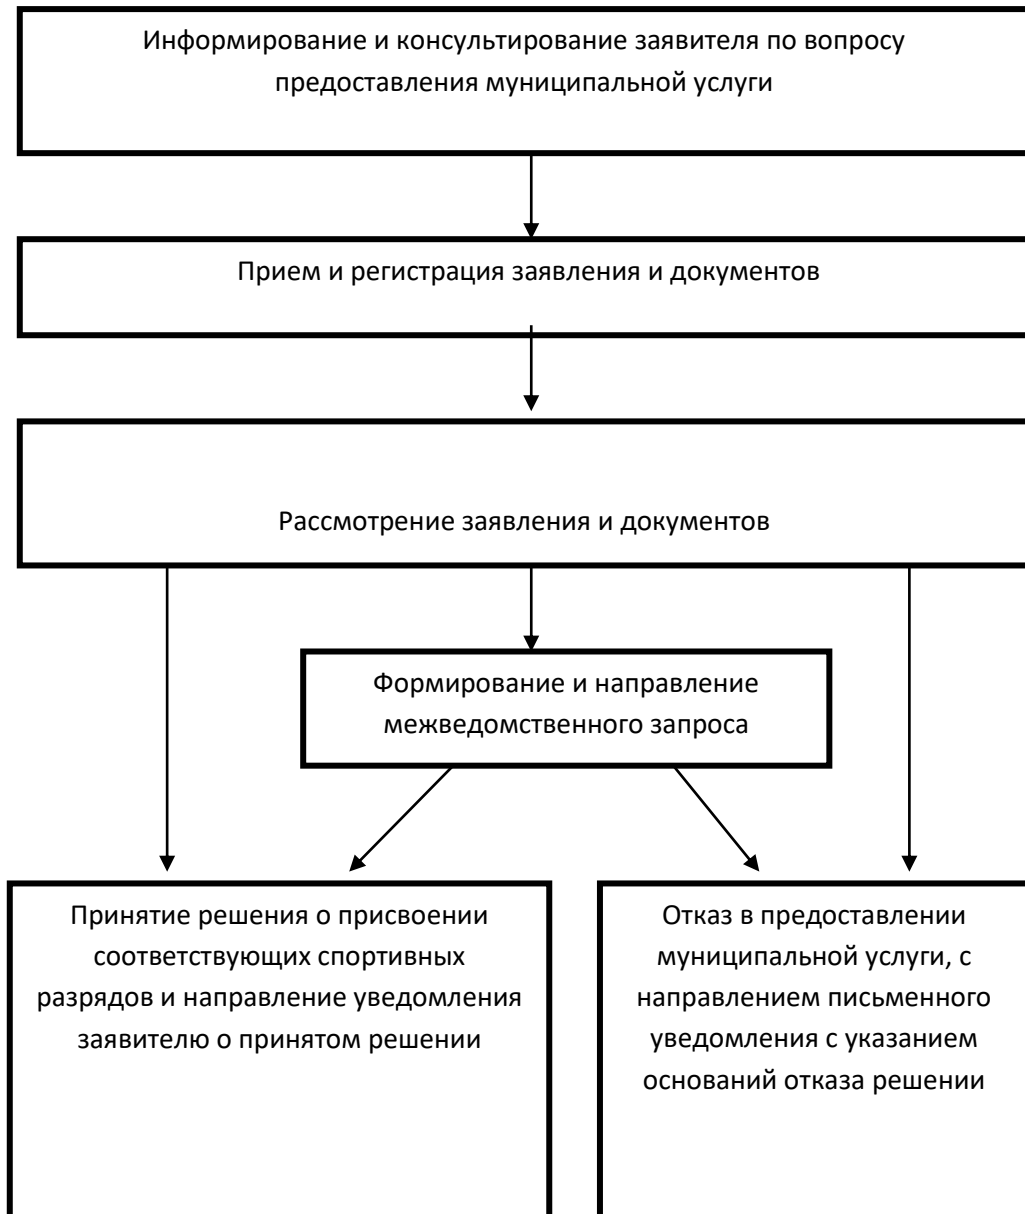 Информирование и консультирование заявителя по вопросу
предоставления муниципальной услуги
Прием и регистрация заявления и документов
Рассмотрение заявления и документов
Формирование и направление
межведомственного запроса
Принятие решения о присвоении
соответствующих спортивных
разрядов и направление уведомления
заявителю о принятом решении
Отказ в предоставлении
муниципальной услуги, с
направлением письменного
уведомления с указанием
оснований отказа решении